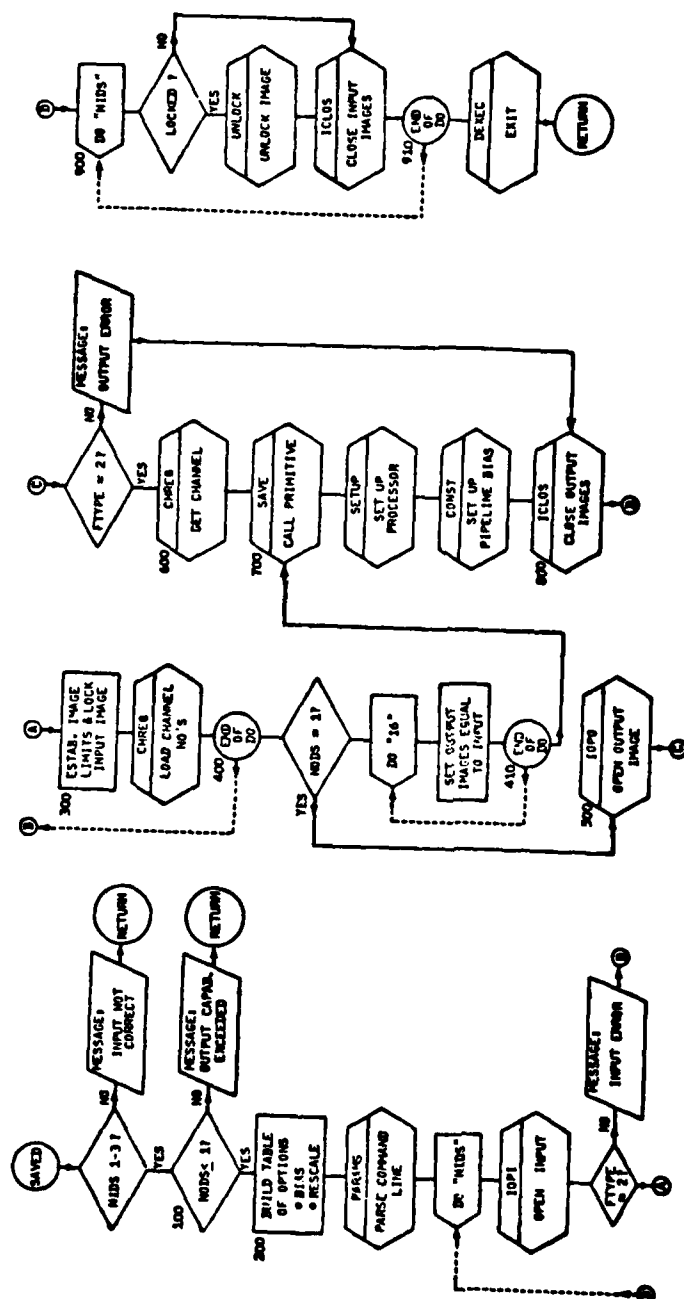 SAVED
NIDS 1-3?
NO
MESSAGE:
INPUT NOT
CORRECT
RETURN
YES
100
NODS≤ 1?
NO
MESSAGE:
OUTPUT CAPAB.
EXCEEDED
RETURN
YES
200
BUILD TABLE
OF OPTIONS
• BIAS
• RESCALE
PARAMS
PARSE COMMAND
LINE
DO "NIDS"
IOPI
OPEN INPUT
FTYPE
= 2?
NO
MESSAGE:
INPUT ERROR
A
B
A
300
ESTAB. IMAGE
LIMITS & LOCK
INPUT IMAGE
CHREB
LOAD CHANNEL
NO'S
B
400
END
OF
DO
NODS = 1?
YES
DO "16"
SET OUTPUT
IMAGES EQUAL
TO INPUT
410
END
OF
DO
500
IOPO
OPEN OUTPUT
IMAGE
C
C
FTYPE = 2?
NO
MESSAGE:
OUTPUT ERROR
YES
600
CHREB
GET CHANNEL
700
SAVE
CALL PRIMITIVE
SETUP
SET UP
PROCESSOR
CONST
SET UP
PIPELINE BIAS
800
ICLOS
CLOSE OUTPUT
IMAGES
D
900
DO "NIDS"
LOCKED ?
NO
YES
UNLOCK
UNLOCK IMAGE
ICLOS
CLOSE INPUT
IMAGES
910
END
OF
DO
DEXEC
EXIT
RETURN